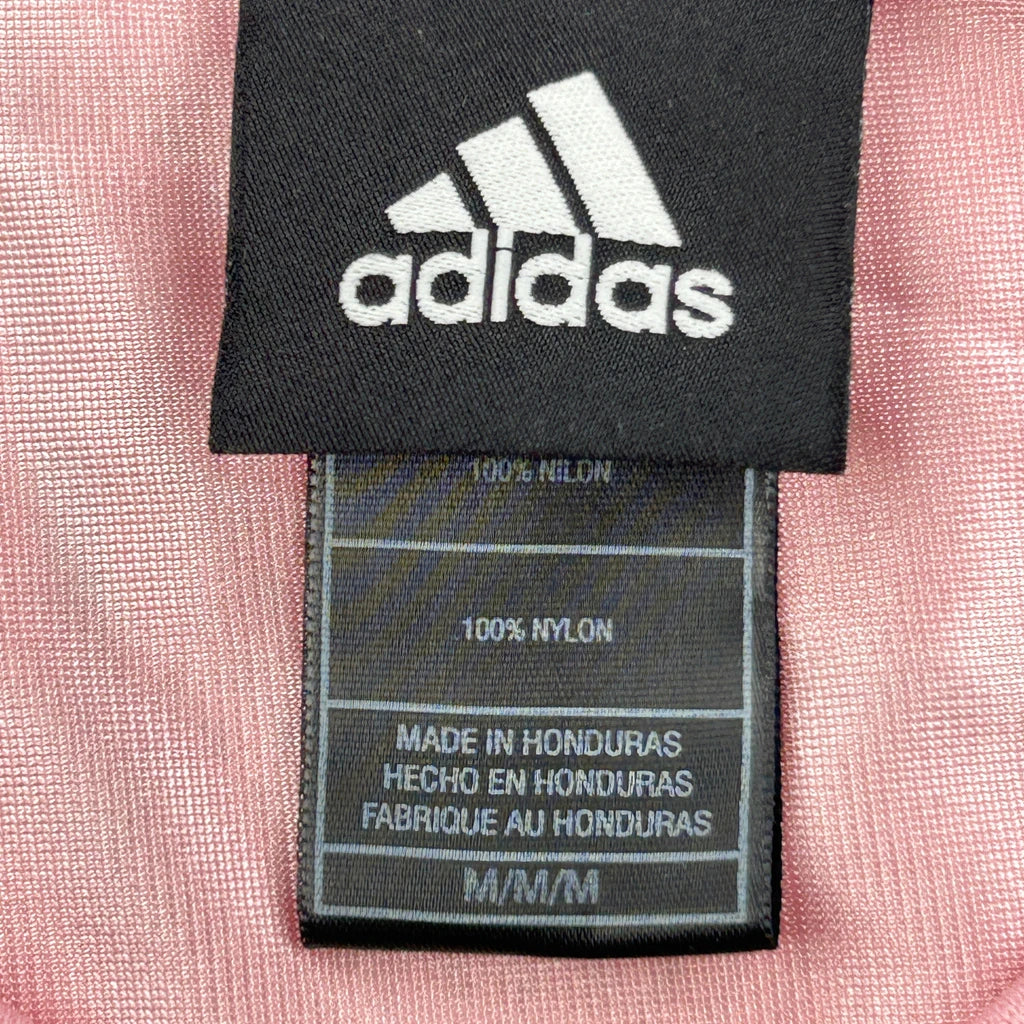 adidas
100% NILON
100% NYLON
MADE IN HONDURAS
HECHO EN HONDURAS
FABRIQUE AU HONDURAS
M/M/M